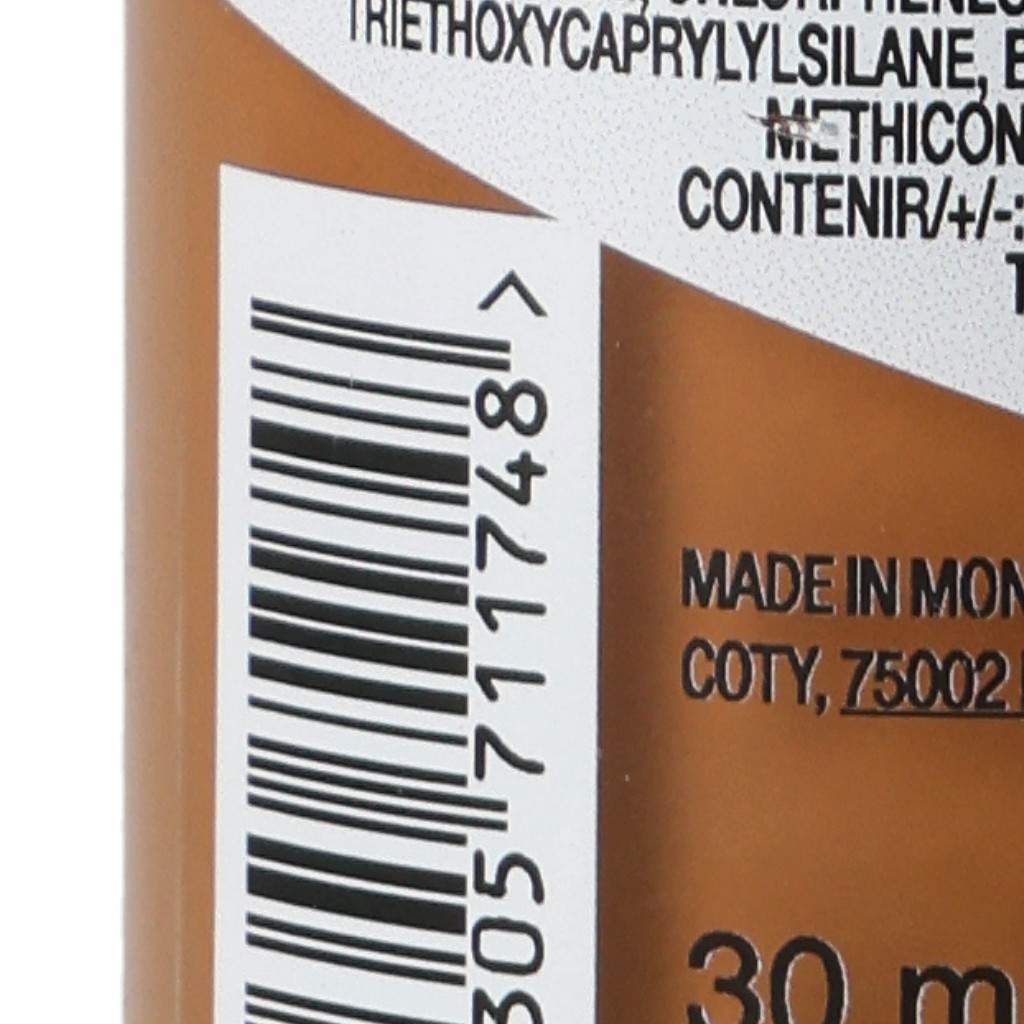 TRIETHOXYCAPRYLYLSILANE,
METHICON
CONTENIR/+/-:
305 711748 >
MADE IN MON
COTY, 75002
30 m